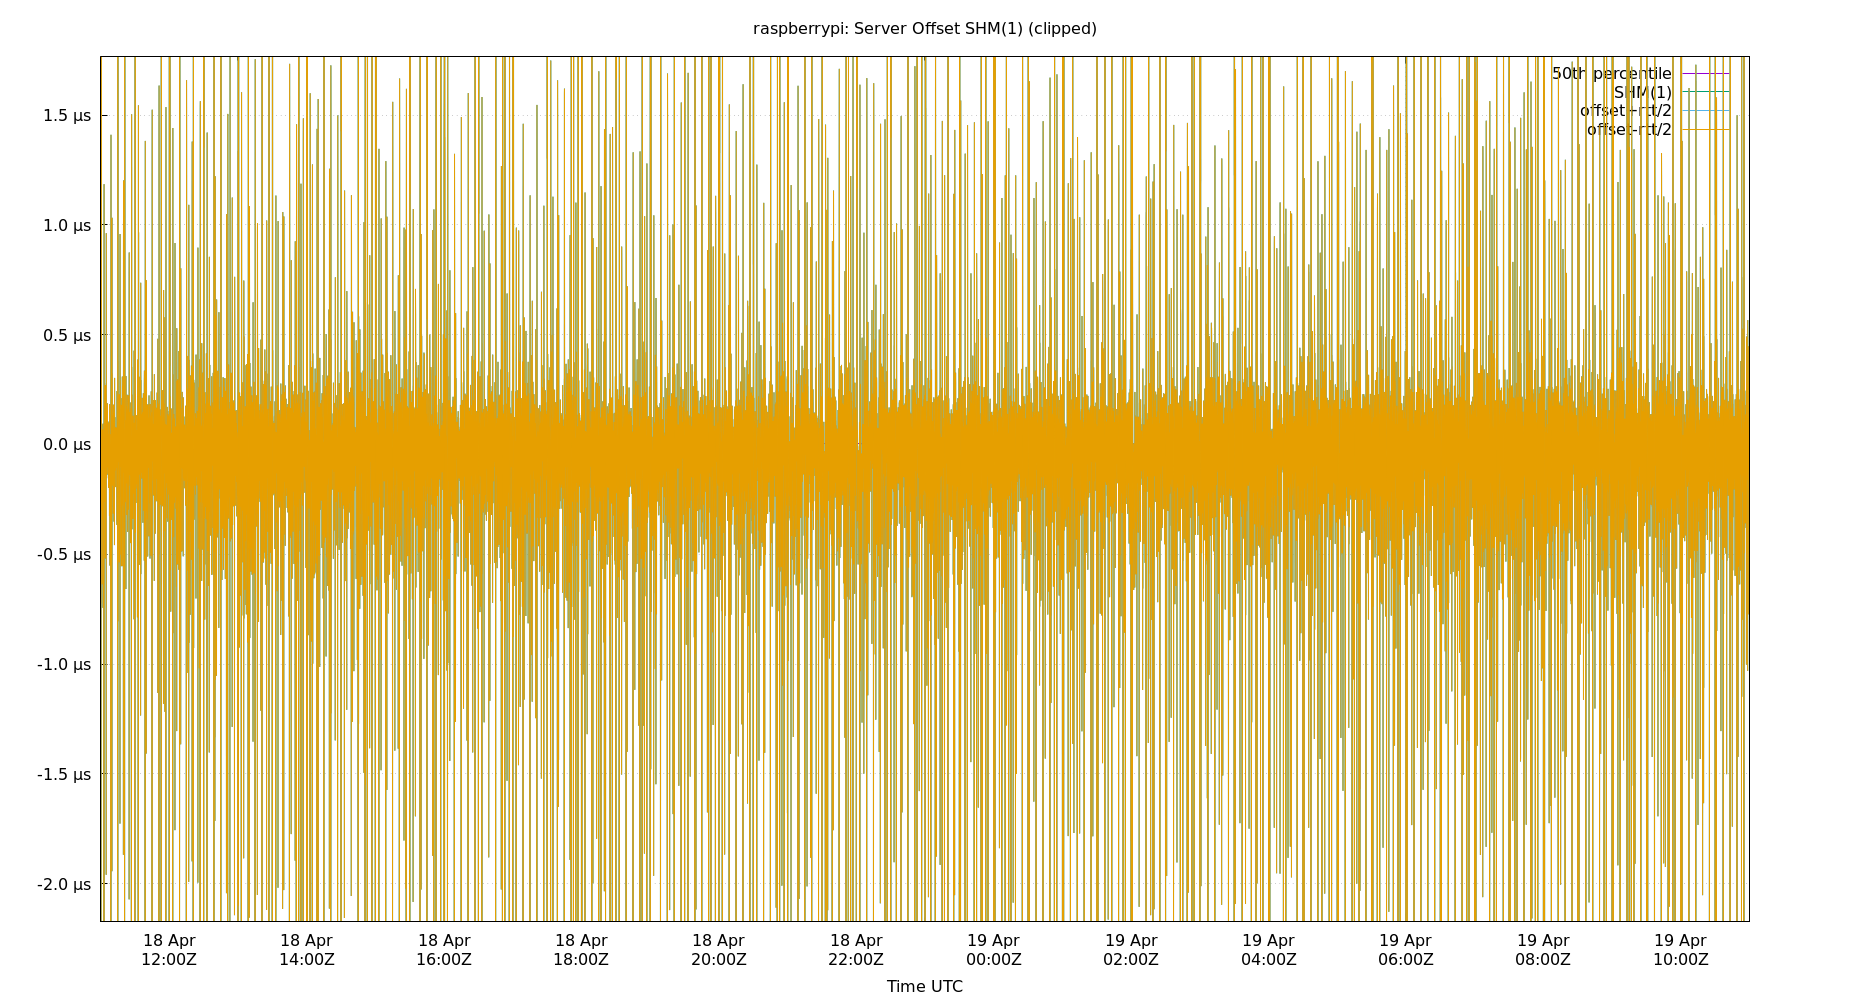 raspberrypi: Server Offset SHM(1) (clipped)
50th percentile
SHM(1)
offset+rtt/2
offset-rtt/2
1.5 µs
1.0 µs
0.5 µs
0.0 µs
-0.5 µs
-1.0 µs
-1.5 µs
-2.0 µs
18 Apr 18 Apr 18 Apr 18 Apr 18 Apr 18 Apr 19 Apr 19 Apr 19 Apr 19 Apr 19 Apr 19 Apr
12:00Z 14:00Z 16:00Z 18:00Z 20:00Z 22:00Z 00:00Z 02:00Z 04:00Z 06:00Z 08:00Z 10:00Z
Time UTC